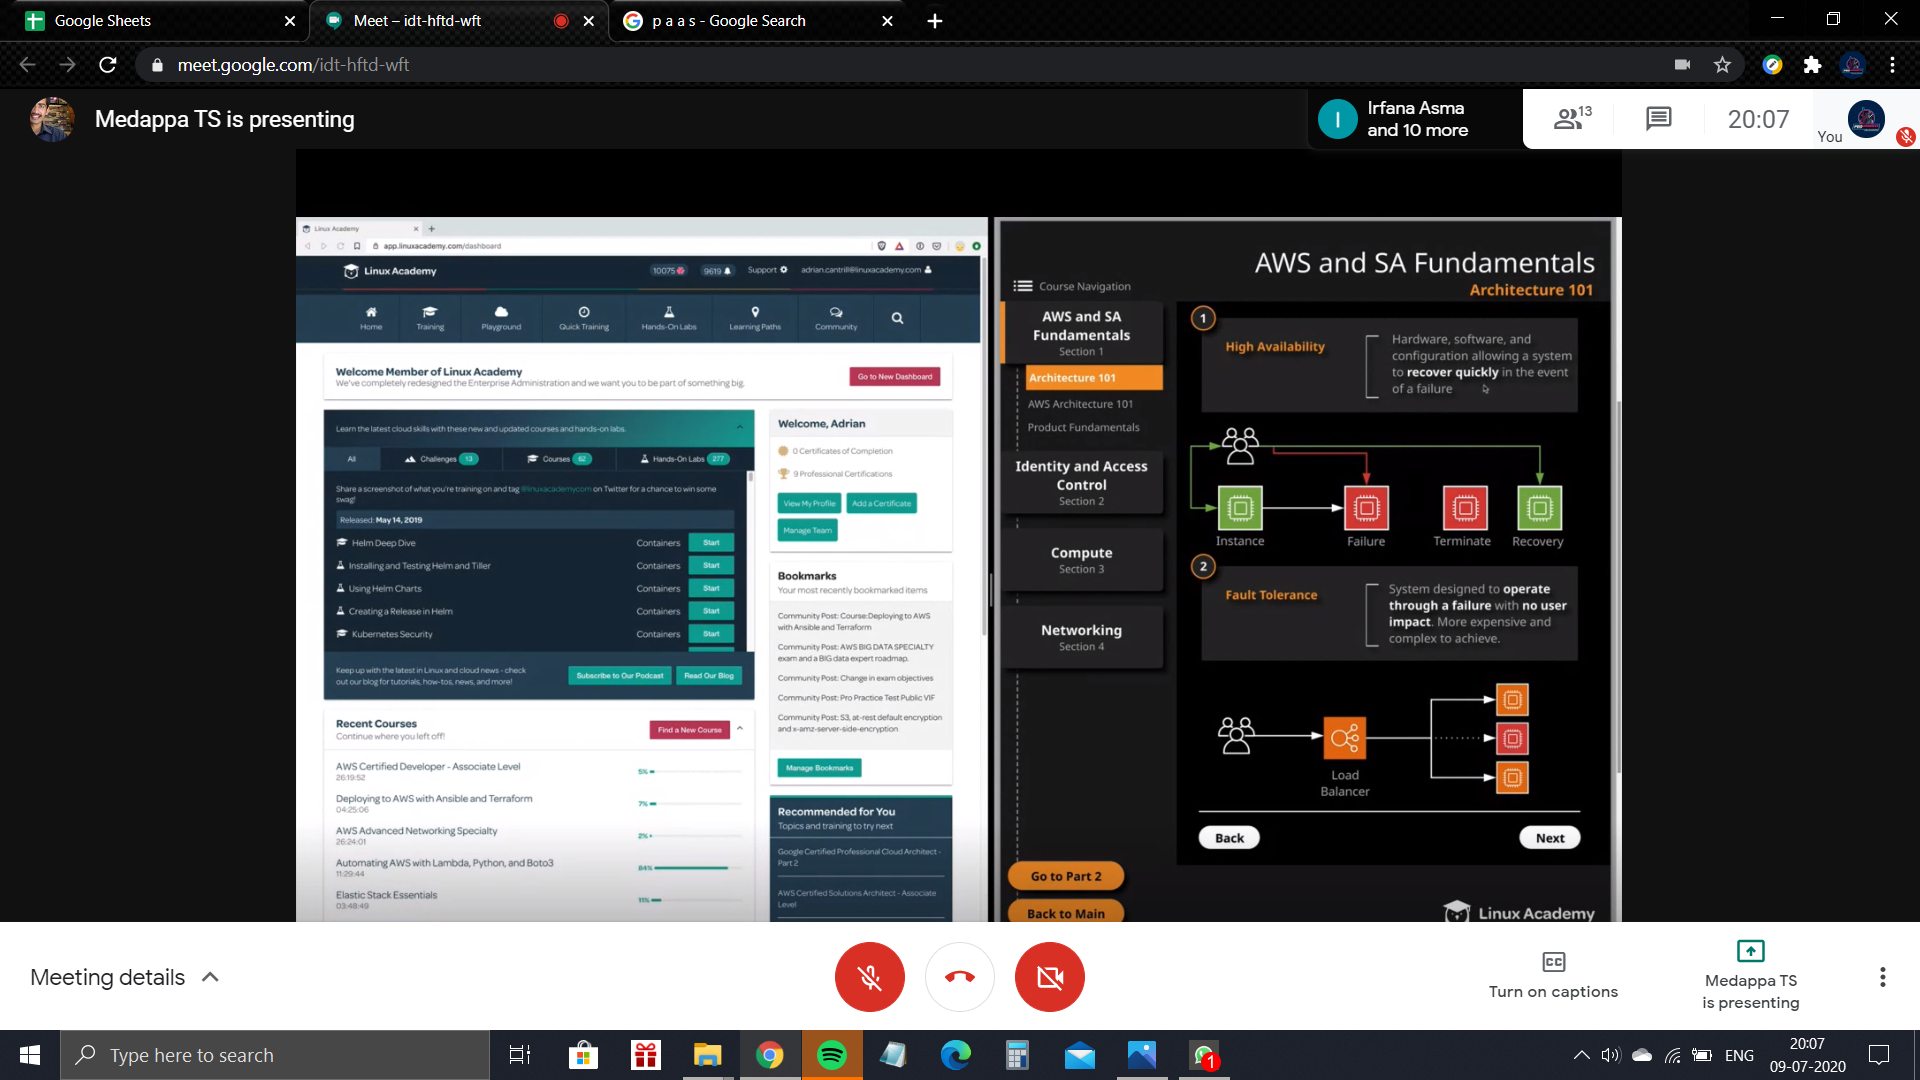 Google Sheets
Meet – idt-hftd-wft
p a a s - Google Search
meet.google.com/idt-hftd-wft
Medappa TS is presenting
I
Irfana Asma
and 10 more
13
20:07
You
Linux Academy
app.linuxacademy.com/dashboard
Linux Academy
10075
9619
Support
adrian.cantrill@linuxacademy.com
Home
Training
Playground
Quick Training
Hands-On Labs
Learning Paths
Community
Welcome Member of Linux Academy
We've completely redesigned the Enterprise Administration and we want you to be part of something big.
Go to New Dashboard
Learn the latest cloud skills with these new and updated courses and hands-on labs.
All
Challenges 13
Courses 62
Hands-On Labs 277
Share a screenshot of what you're training on and tag @linuxacademycom on Twitter for a chance to win some
swag!
Released: May 14, 2019
Helm Deep Dive Containers Start
Installing and Testing Helm and Tiller Containers Start
Using Helm Charts Containers Start
Creating a Release in Helm Containers Start
Kubernetes Security Containers Start
Keep up with the latest in Linux and cloud news - check
out our blog for tutorials, how-tos, news, and more!
Subscribe to Our Podcast
Read Our Blog
Recent Courses
Continue where you left off!
Find a New Course
AWS Certified Developer - Associate Level 5%
26:19:52
Deploying to AWS with Ansible and Terraform 7%
04:25:06
AWS Advanced Networking Specialty 2%
26:24:01
Automating AWS with Lambda, Python, and Boto3 84%
11:29:44
Elastic Stack Essentials 11%
03:48:49
Welcome, Adrian
0 Certificates of Completion
9 Professional Certifications
View My Profile
Add a Certificate
Manage Team
Bookmarks
Your most recently bookmarked items
Community Post: Course:Deploying to AWS
with Ansible and Terraform
Community Post: AWS BIG DATA SPECIALTY
exam and a BIG data expert roadmap.
Community Post: Change in exam objectives
Community Post: Pro Practice Test Public VIF
Community Post: S3, at-rest default encryption
and x-amz-server-side-encryption
Manage Bookmarks
Recommended for You
Topics and training to try next
Google Certified Professional Cloud Architect -
Part 2
AWS Certified Solutions Architect - Associate
Level
AWS and SA Fundamentals
Architecture 101
Course Navigation
AWS and SA
Fundamentals
Section 1
Architecture 101
AWS Architecture 101
Product Fundamentals
Identity and Access
Control
Section 2
Compute
Section 3
Networking
Section 4
Go to Part 2
Back to Main
1
High Availability
Hardware, software, and
configuration allowing a system
to recover quickly in the event
of a failure
Instance
Failure
Terminate
Recovery
2
Fault Tolerance
System designed to operate
through a failure with no user
impact. More expensive and
complex to achieve.
Load
Balancer
Back
Next
Linux Academy
Meeting details
Turn on captions
Medappa TS
is presenting
Type here to search
1
ENG
20:07
09-07-2020